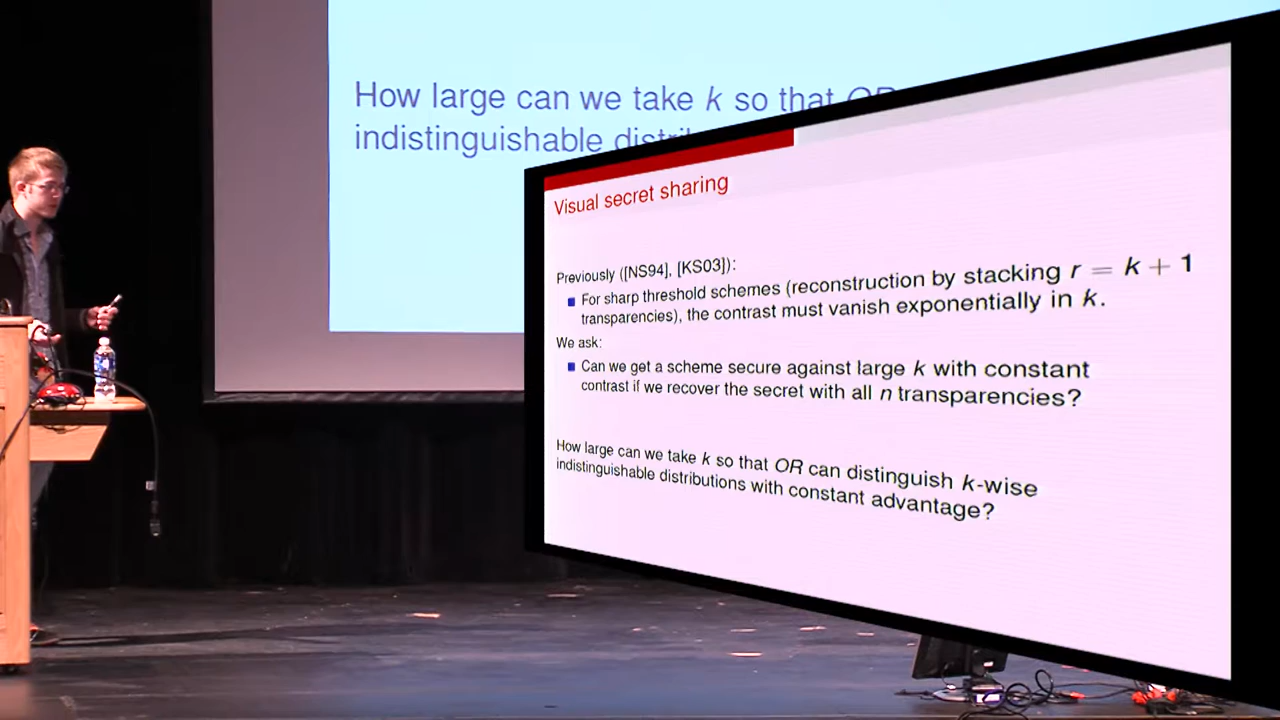 How large can we take k so that OR
indistinguishable
Visual secret sharing
Previously ([NS94], [KS03]):
For sharp threshold schemes (reconstruction by stacking r = k + 1
transparencies), the contrast must vanish exponentially in k.
We ask:
Can we get a scheme secure against large k with constant
contrast if we recover the secret with all n transparencies?
How large can we take k so that OR can distinguish k-wise
indistinguishable distributions with constant advantage?